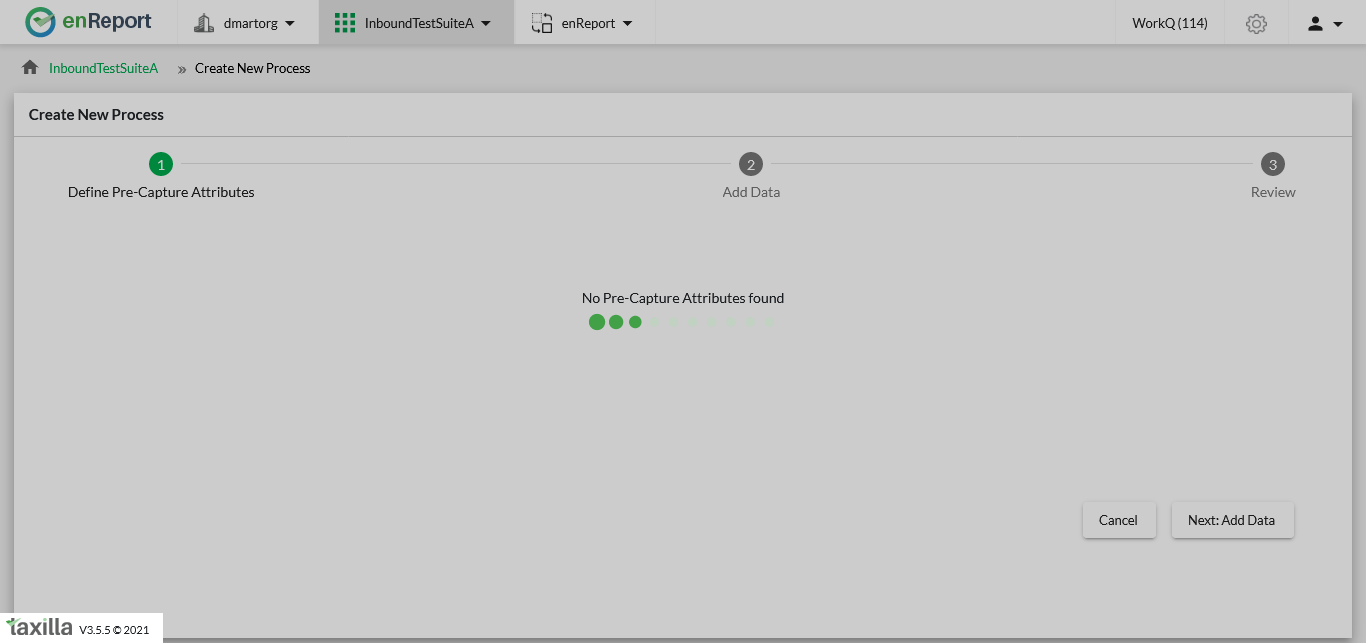 enReport dmartorg InboundTestSuiteA enReport WorkQ (114)
InboundTestSuiteA » Create New Process
Create New Process
1 2 3
Define Pre-Capture Attributes Add Data Review
No Pre-Capture Attributes found
Cancel Next: Add Data
taxilla V3.5.5 © 2021